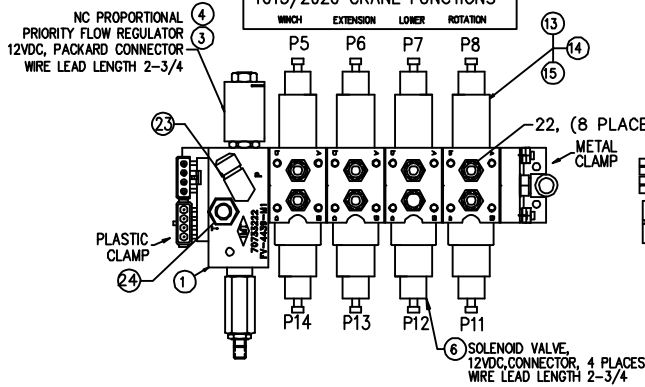 1015/2020 CRANE FUNCTIONS
WINCH EXTENSION LOWER ROTATION
P5 P6 P7 P8
NC PROPORTIONAL 4
PRIORITY FLOW REGULATOR 3
12VDC, PACKARD CONNECTOR
WIRE LEAD LENGTH 2-3/4
13
14
15
23
22, (8 PLACE
METAL
CLAMP
P
T
70733222
PLASTIC
CLAMP
24
1
P14 P13 P12 P11
6 SOLENOID VALVE,
12VDC,CONNECTOR, 4 PLACES
WIRE LEAD LENGTH 2-3/4